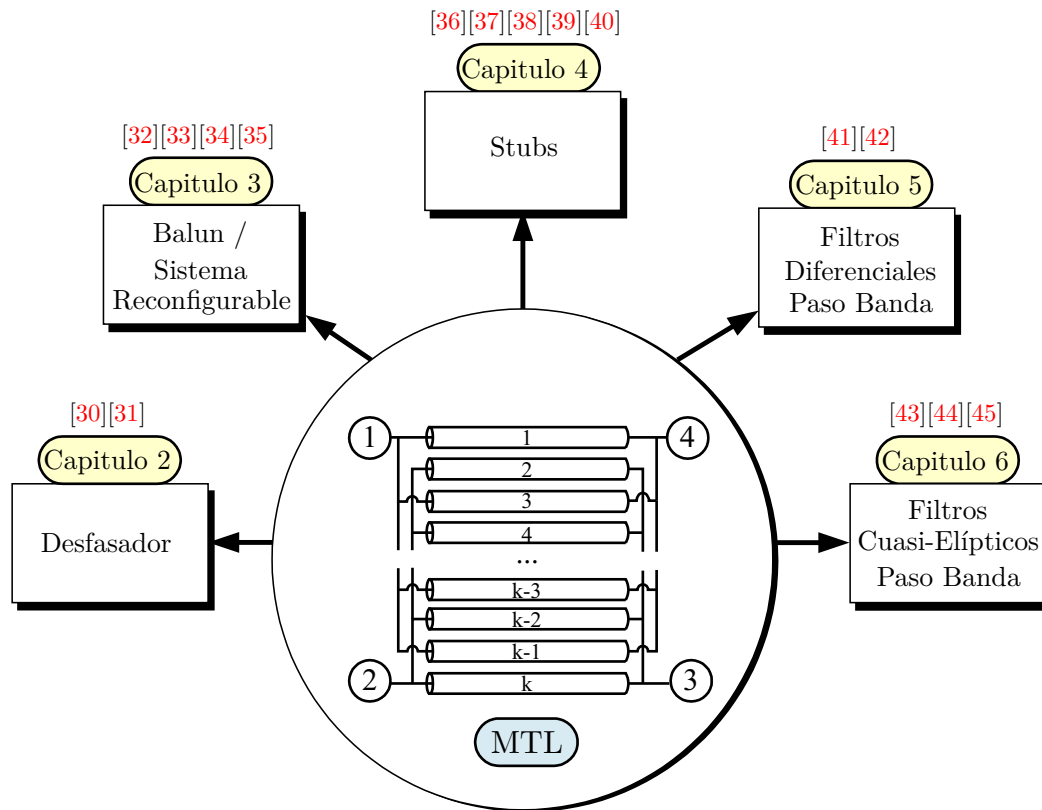 [36][37][38][39][40]
Capitulo 4
Stubs
[32][33][34][35]
Capitulo 3
Balun /
Sistema
Reconfigurable
[41][42]
Capitulo 5
Filtros
Diferenciales
Paso Banda
[30][31]
Capitulo 2
Desfasador
[43][44][45]
Capitulo 6
Filtros
Cuasi-Elípticos
Paso Banda
1
1
4
2
3
4
...
k-3
k-2
k-1
2
k
3
MTL